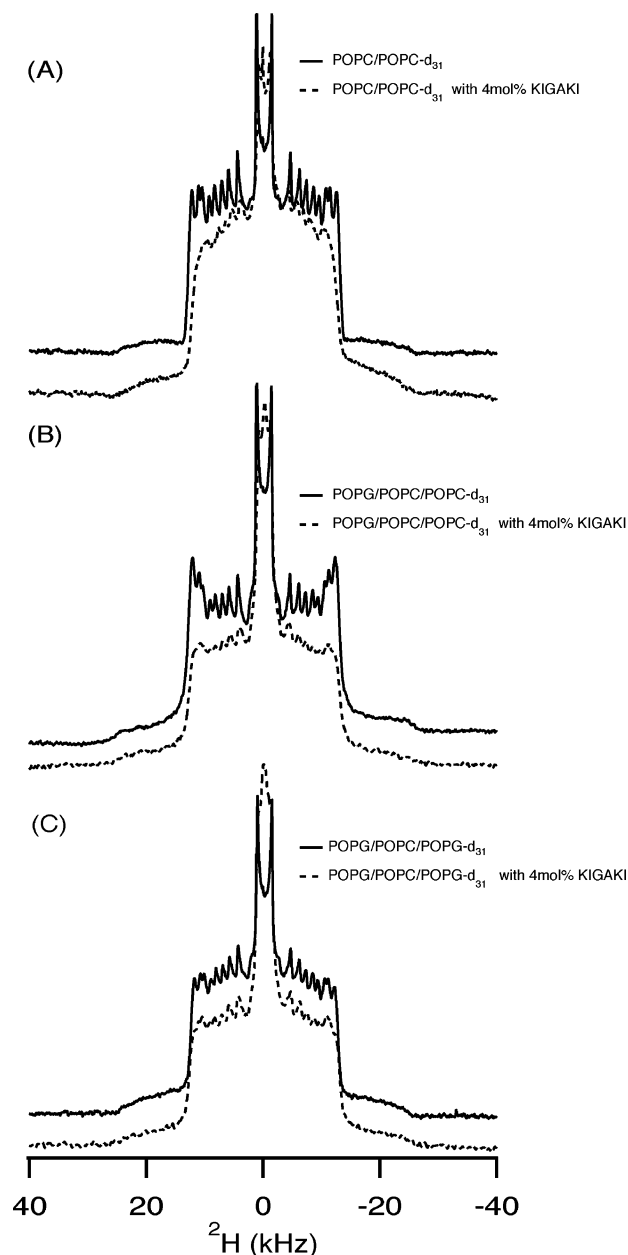 (A)
POPC/POPC-d31
POPC/POPC-d31 with 4mol% KIGAKI
(B)
POPG/POPC/POPC-d31
POPG/POPC/POPC-d31 with 4mol% KIGAKI
(C)
POPG/POPC/POPG-d31
POPG/POPC/POPG-d31 with 4mol% KIGAKI
40 20 0 -20 -40
²H (kHz)